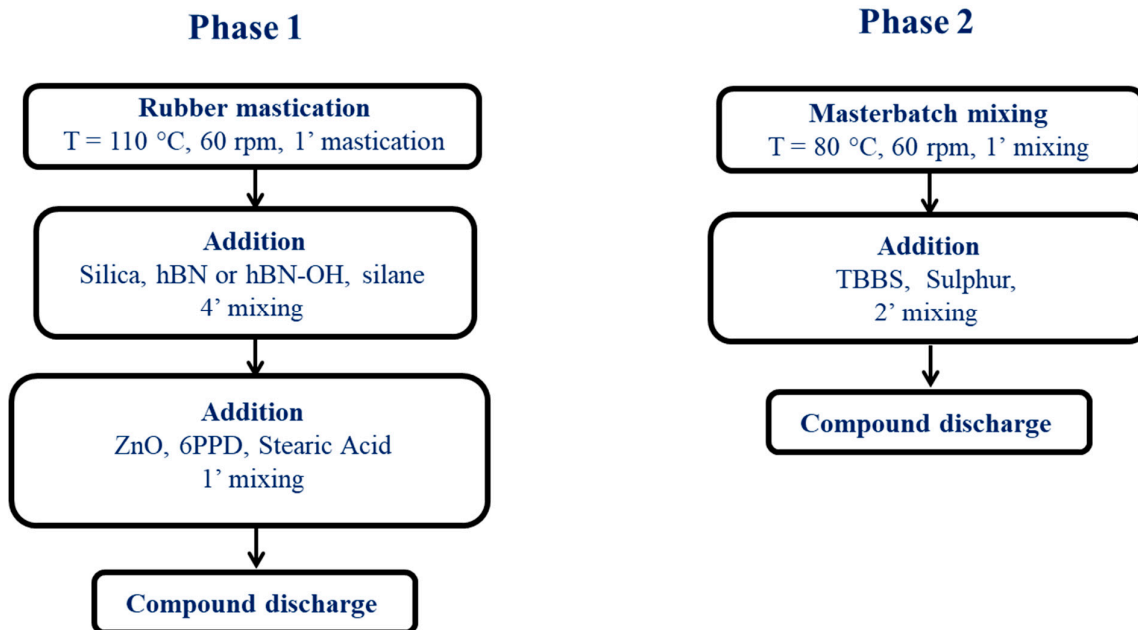 Phase 1
Rubber mastication
T = 110 °C, 60 rpm, 1’ mastication
Addition
Silica, hBN or hBN-OH, silane
4’ mixing
Addition
ZnO, 6PPD, Stearic Acid
1’ mixing
Compound discharge
Phase 2
Masterbatch mixing
T = 80 °C, 60 rpm, 1’ mixing
Addition
TBBS, Sulphur,
2’ mixing
Compound discharge